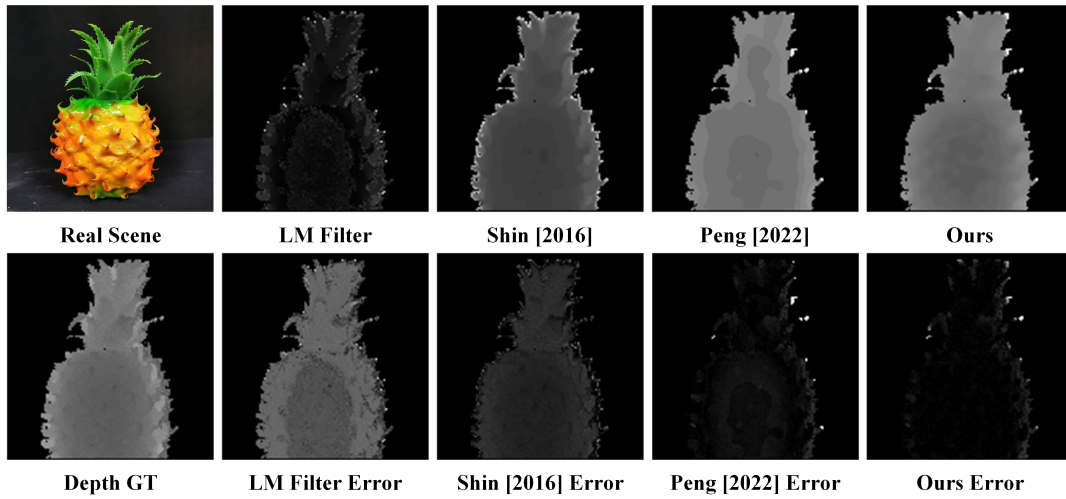 Real Scene
LM Filter
Shin [2016]
Peng [2022]
Ours
Depth GT
LM Filter Error
Shin [2016] Error
Peng [2022] Error
Ours Error